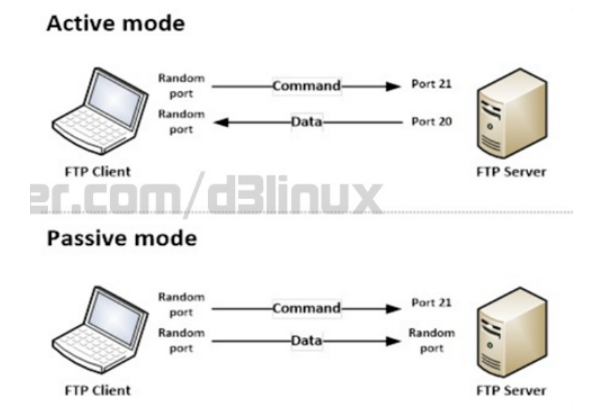 Active mode
Random port
Command
Port 21
Random port
Data
Port 20
FTP Client
FTP Server
er.com/d3linux
Passive mode
Random port
Command
Port 21
Random port
Data
Random port
FTP Client
FTP Server